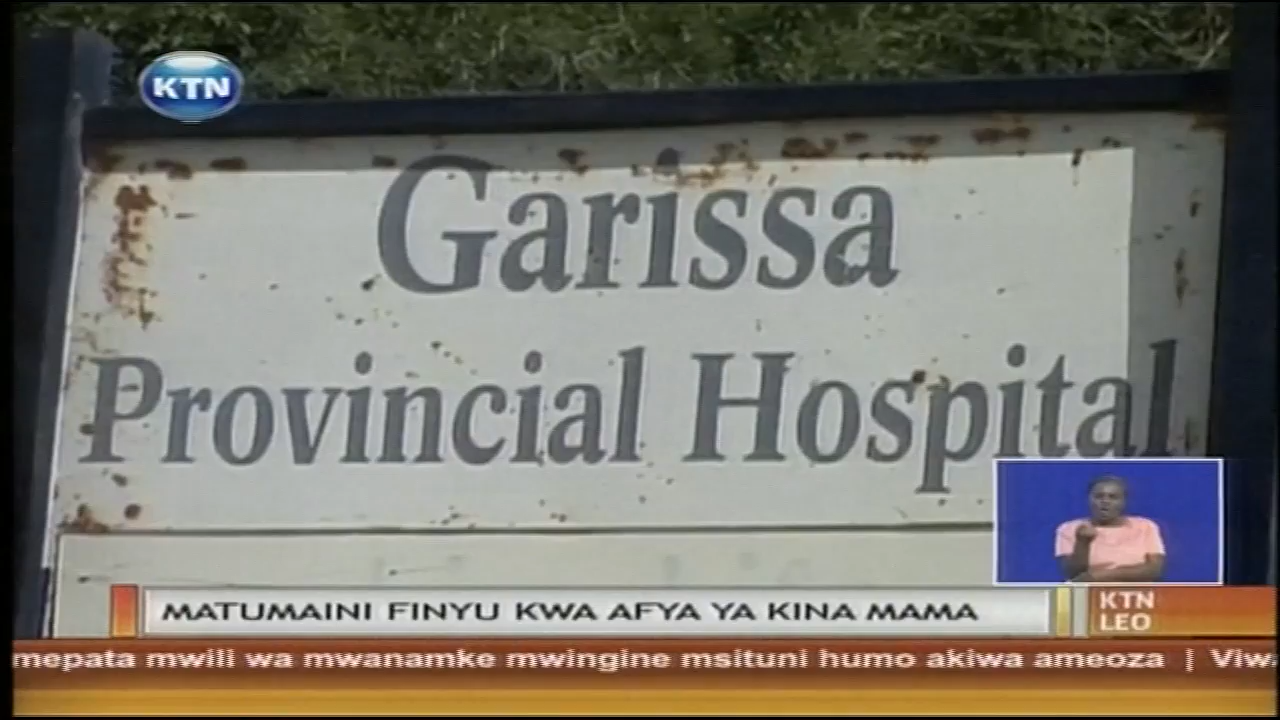 KTN
Garissa
Provincial Hospital
MATUMAINI FINYU KWA AFYA YA KINA MAMA
KTN
LEO
mepata mwili wa mwanamke mwingine msituni humo akiwa ameoza | Viw